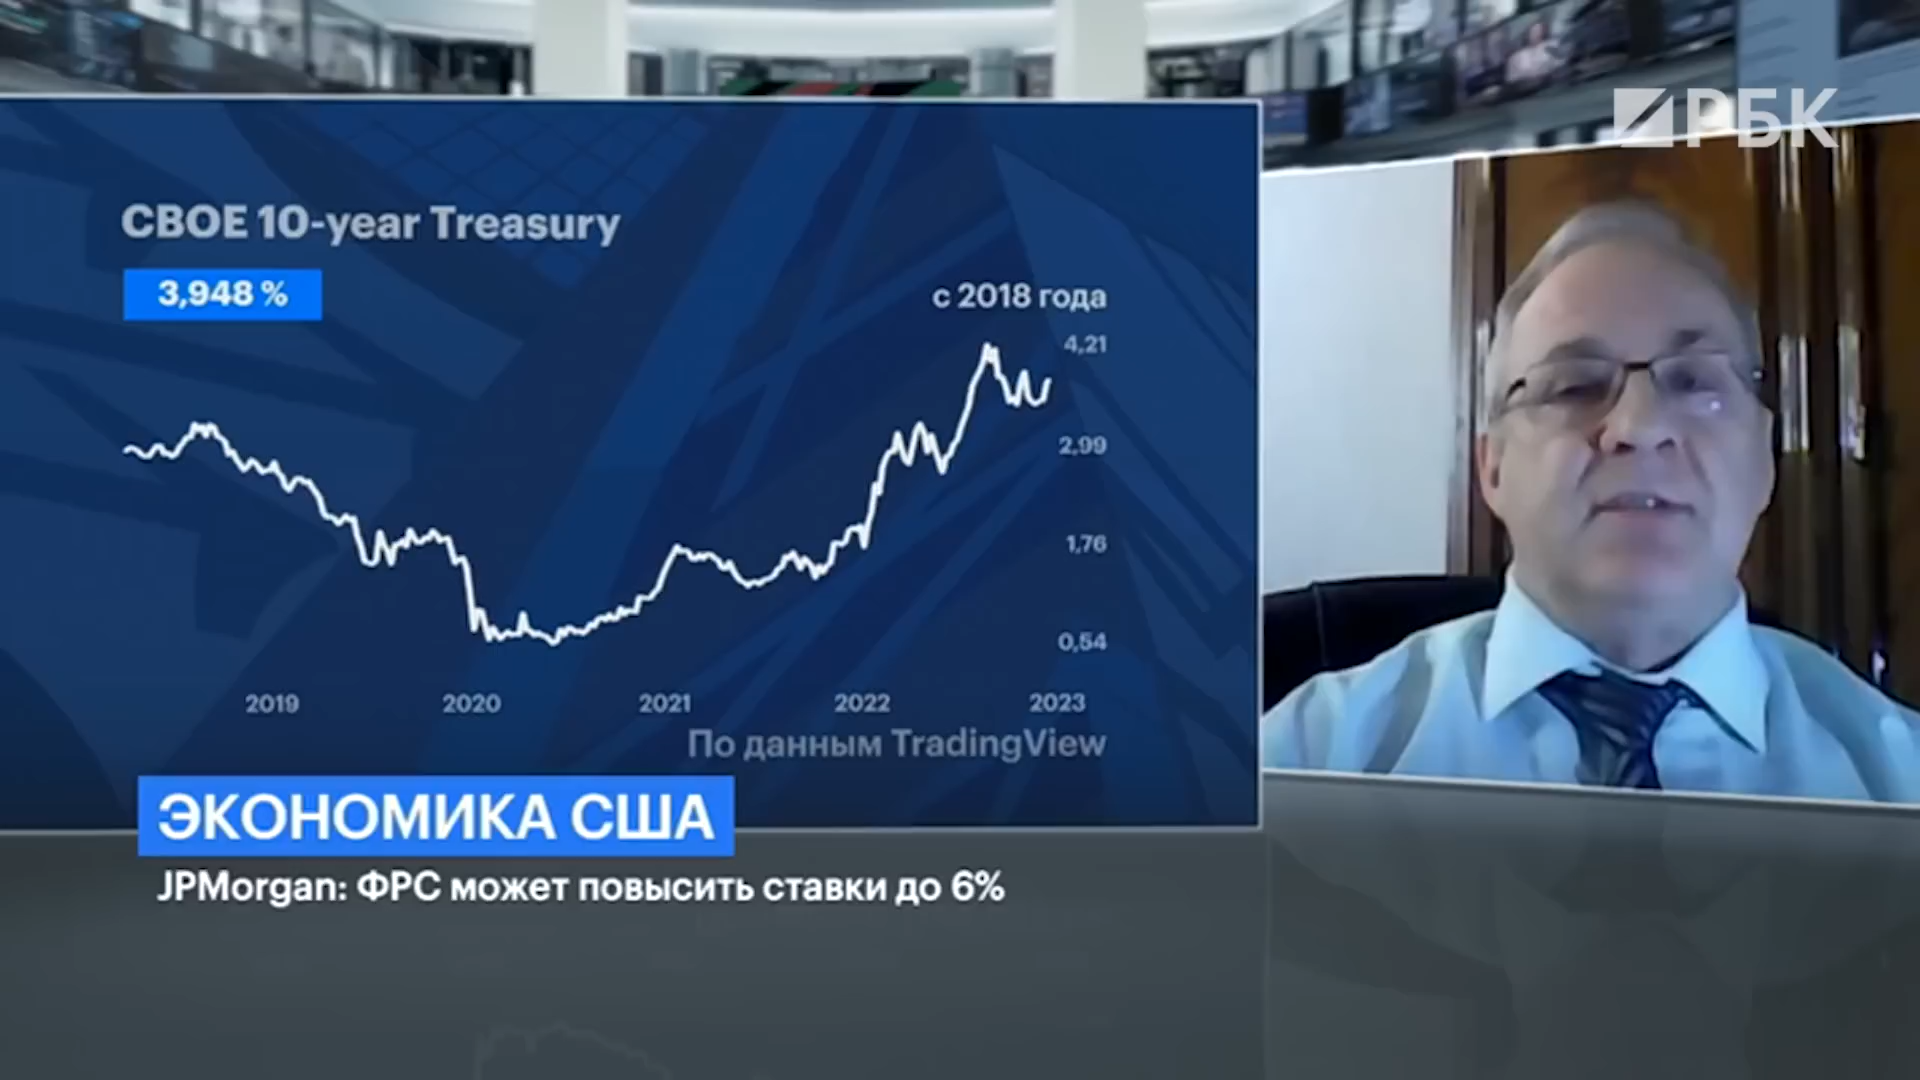 РБК
CBOE 10-year Treasury
3,948 %
с 2018 года
4,21
2,99
1,76
0,54
2019 2020 2021 2022 2023
По данным TradingView
ЭКОНОМИКА США
JPMorgan: ФРС может повысить ставки до 6%